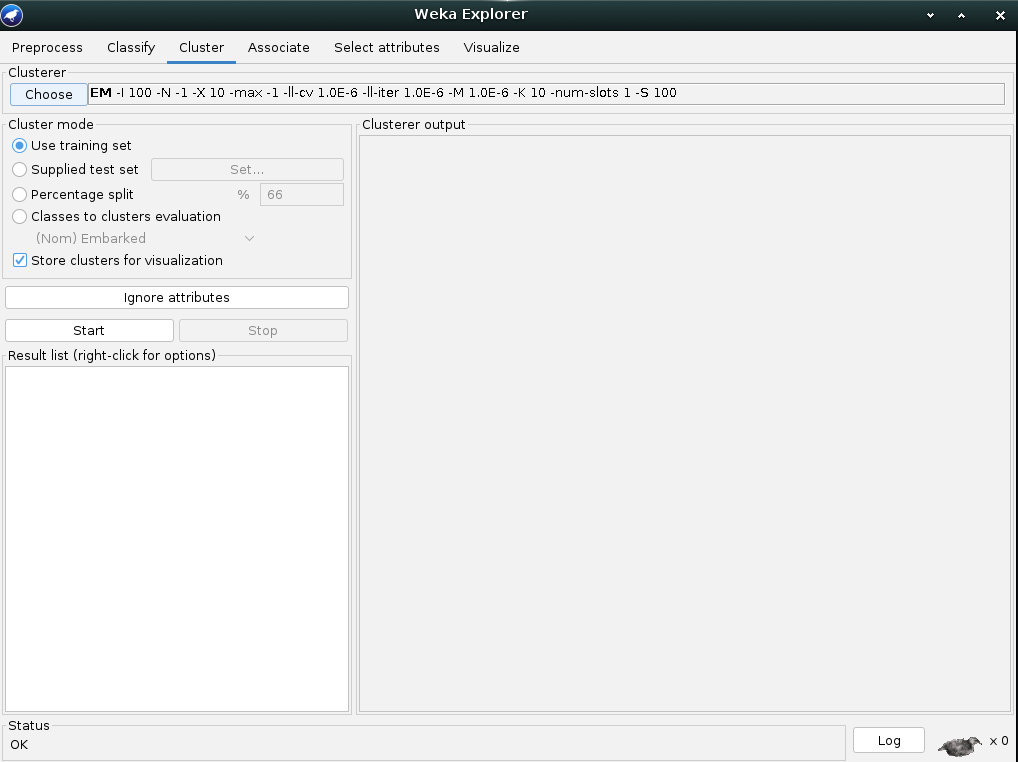 Weka Explorer
Preprocess Classify Cluster Associate Select attributes Visualize
Clusterer
Choose EM -I 100 -N -1 -X 10 -max -1 -ll-cv 1.0E-6 -ll-iter 1.0E-6 -M 1.0E-6 -K 10 -num-slots 1 -S 100
Cluster mode
Use training set
Supplied test set Set...
Percentage split % 66
Classes to clusters evaluation
(Nom) Embarked
Store clusters for visualization
Ignore attributes
Start Stop
Result list (right-click for options)
Clusterer output
Status
OK
Log x 0